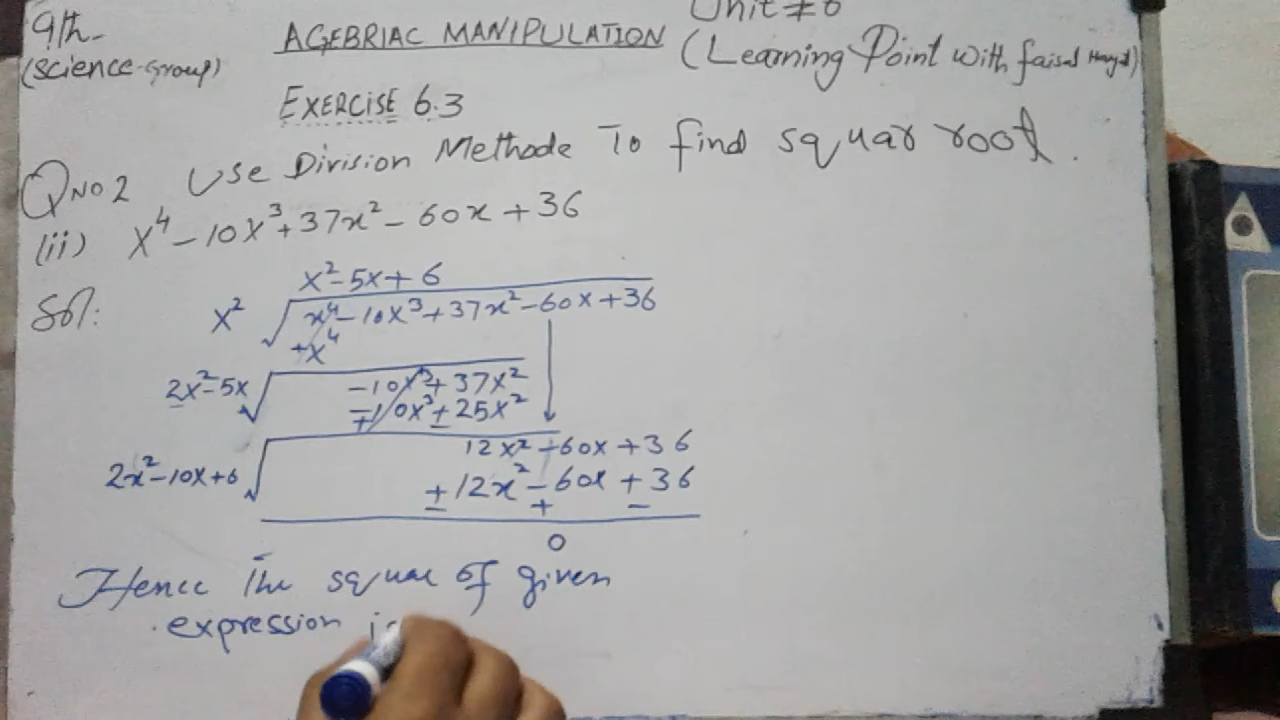 9th-
Unit # 6
(Science-Group)
AGEBRIAC MANIPULATION
(Learning Point with faisal
EXERCISE 6.3
Q NO 2 Use Division Methode To find squar root.
(ii) x⁴ - 10x³ + 37x² - 60x + 36
Sol:
x² - 5x + 6
x² √ x⁴ - 10x³ + 37x² - 60x + 36
+x⁴
2x² - 5x √ -10x³ + 37x²
∓10x³ ± 25x²
12x² - 60x + 36
2x² - 10x + 6 √ ±12x² - 60x + 36
+ -
0
Hence the squar of given
expression is